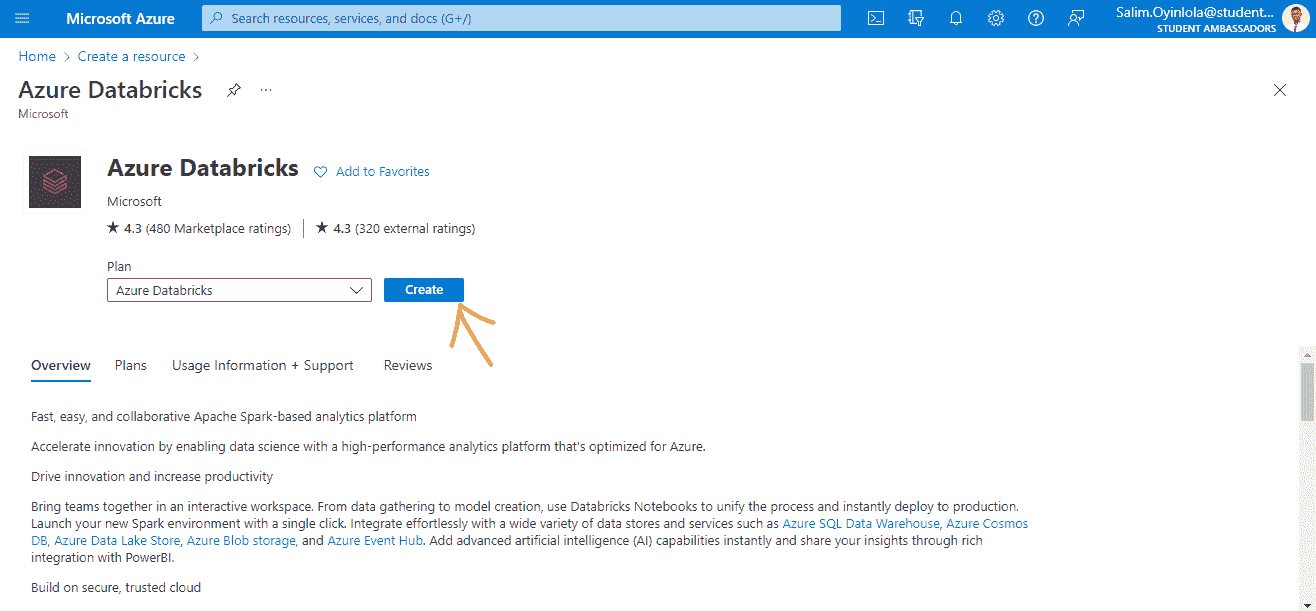 Microsoft Azure
Search resources, services, and docs (G+/)
Salim.Oyinlola@student...
STUDENT AMBASSADORS
Home > Create a resource >
Azure Databricks
...
Microsoft
Azure Databricks
Add to Favorites
Microsoft
★ 4.3 (480 Marketplace ratings) | ★ 4.3 (320 external ratings)
Plan
Azure Databricks
Create
Overview Plans Usage Information + Support Reviews
Fast, easy, and collaborative Apache Spark-based analytics platform
Accelerate innovation by enabling data science with a high-performance analytics platform that's optimized for Azure.
Drive innovation and increase productivity
Bring teams together in an interactive workspace. From data gathering to model creation, use Databricks Notebooks to unify the process and instantly deploy to production.
Launch your new Spark environment with a single click. Integrate effortlessly with a wide variety of data stores and services such as Azure SQL Data Warehouse, Azure Cosmos
DB, Azure Data Lake Store, Azure Blob storage, and Azure Event Hub. Add advanced artificial intelligence (AI) capabilities instantly and share your insights through rich
integration with PowerBI.
Build on secure, trusted cloud